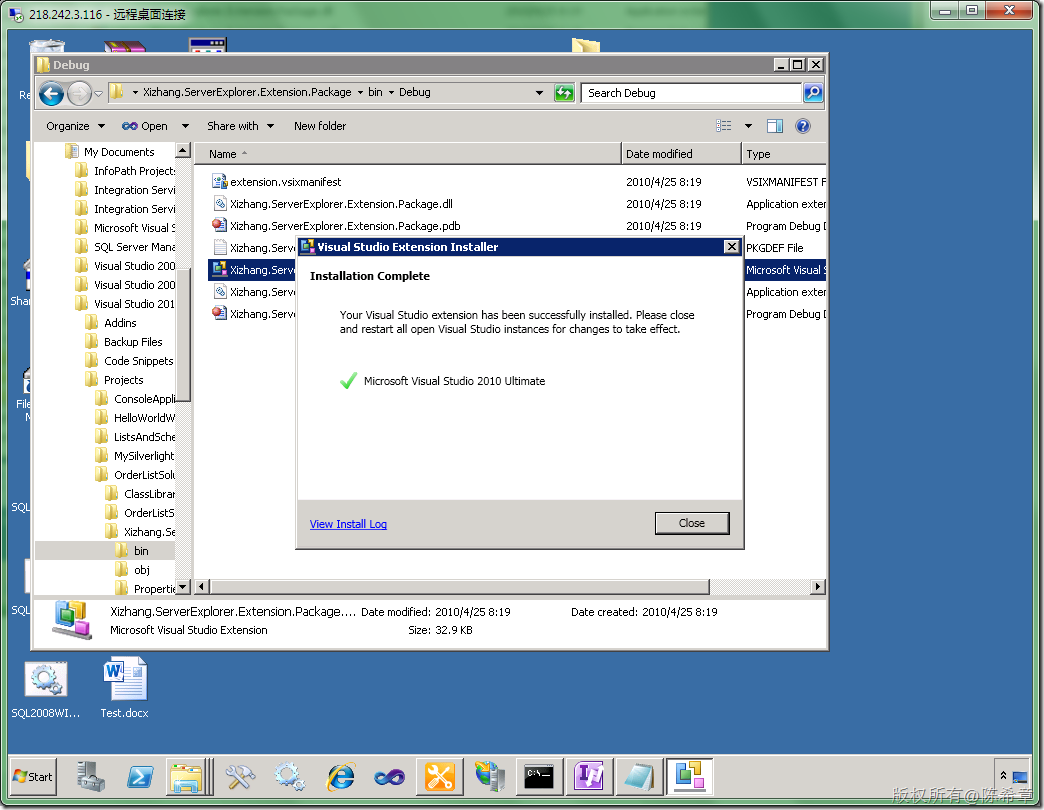 218.242.3.116 - 远程桌面连接
Debug
Xizhang.ServerExplorer.Extension.Package
bin
Debug
Search Debug
Organize
Open
Share with
New folder
My Documents
InfoPath Projects
Integration Servi
Integration Servi
Microsoft Visual S
SQL Server Mana
Visual Studio 200
Visual Studio 200
Visual Studio 201
Addins
Backup Files
Code Snippets
Projects
ConsoleAppli
HelloWorldW
ListsAndSche
MySilverlight
OrderListSolu
ClassLibrar
OrderListS
Xizhang.Se
bin
obj
Propertie
Name
Date modified
Type
extension.vsixmanifest
2010/4/25 8:19
VSIXMANIFEST F
Xizhang.ServerExplorer.Extension.Package.dll
2010/4/25 8:19
Application exten
Xizhang.ServerExplorer.Extension.Package.pdb
2010/4/25 8:19
Program Debug D
Xizhang.Serve
PKGDEF File
Xizhang.Serve
Microsoft Visual S
Xizhang.Serve
Application exten
Xizhang.Serve
Program Debug D
Visual Studio Extension Installer
Installation Complete
Your Visual Studio extension has been successfully installed. Please close
and restart all open Visual Studio instances for changes to take effect.
Microsoft Visual Studio 2010 Ultimate
View Install Log
Close
Xizhang.ServerExplorer.Extension.Package....
Date modified: 2010/4/25 8:19
Date created: 2010/4/25 8:19
Microsoft Visual Studio Extension
Size: 32.9 KB
Re
Shar
File
M
SQL
SQL
SQL2008WI...
Test.docx
Start
版权所有@陈希章